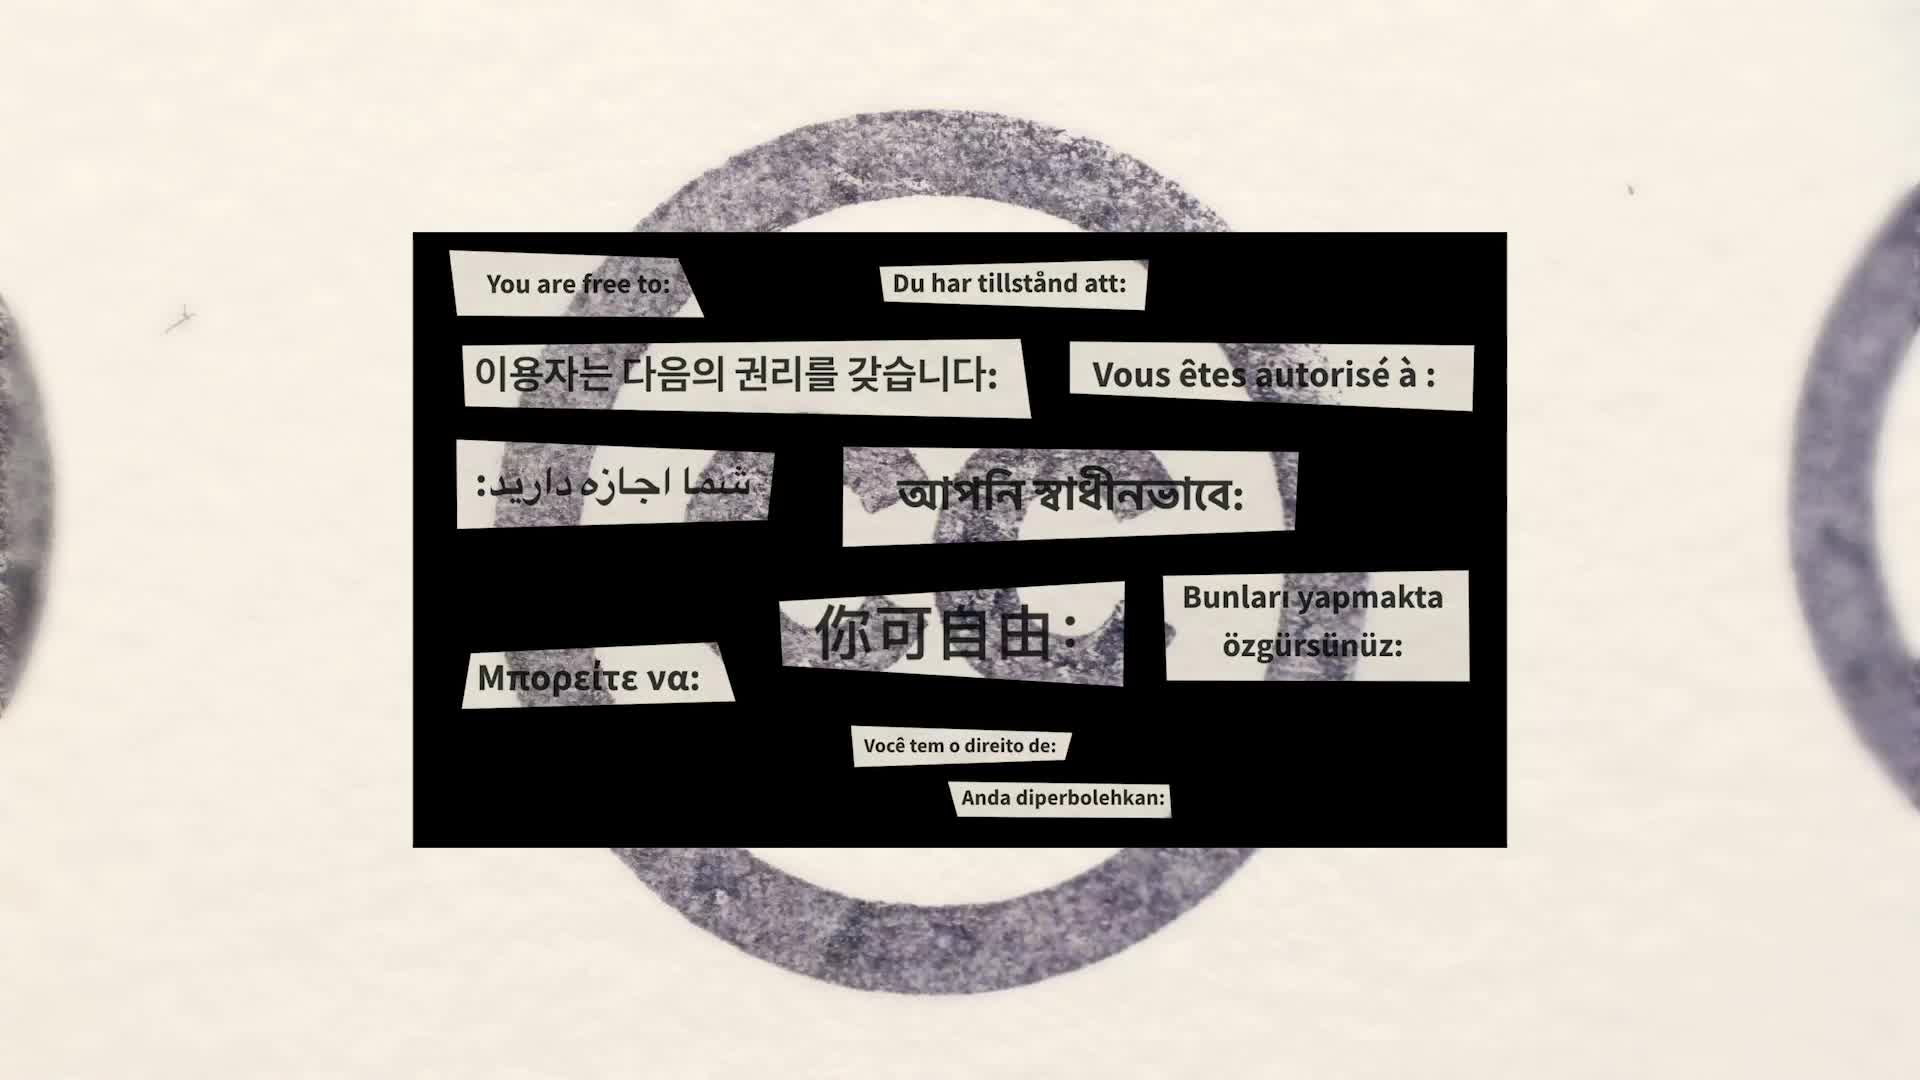 You are free to:
Du har tillstånd att:
이용자는 다음의 권리를 갖습니다:
Vous êtes autorisé à :
شما اجازه دارید:
আপনি স্বাধীনভাবে:
你可自由：
Bunları yapmakta
özgürsünüz:
Μπορείτε να:
Você tem o direito de:
Anda diperbolehkan: